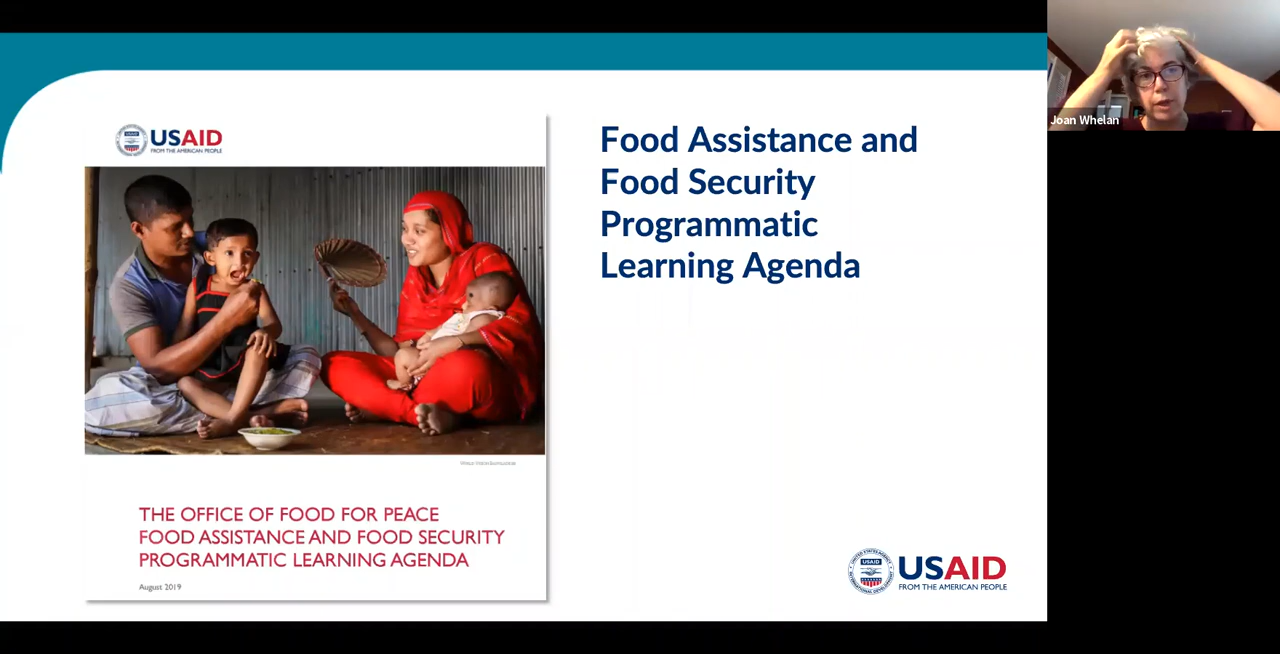 USAID
FROM THE AMERICAN PEOPLE
Food Assistance and
Food Security
Programmatic
Learning Agenda
THE OFFICE OF FOOD FOR PEACE
FOOD ASSISTANCE AND FOOD SECURITY
PROGRAMMATIC LEARNING AGENDA
August 2019
USAID
FROM THE AMERICAN PEOPLE
Joan Whelan